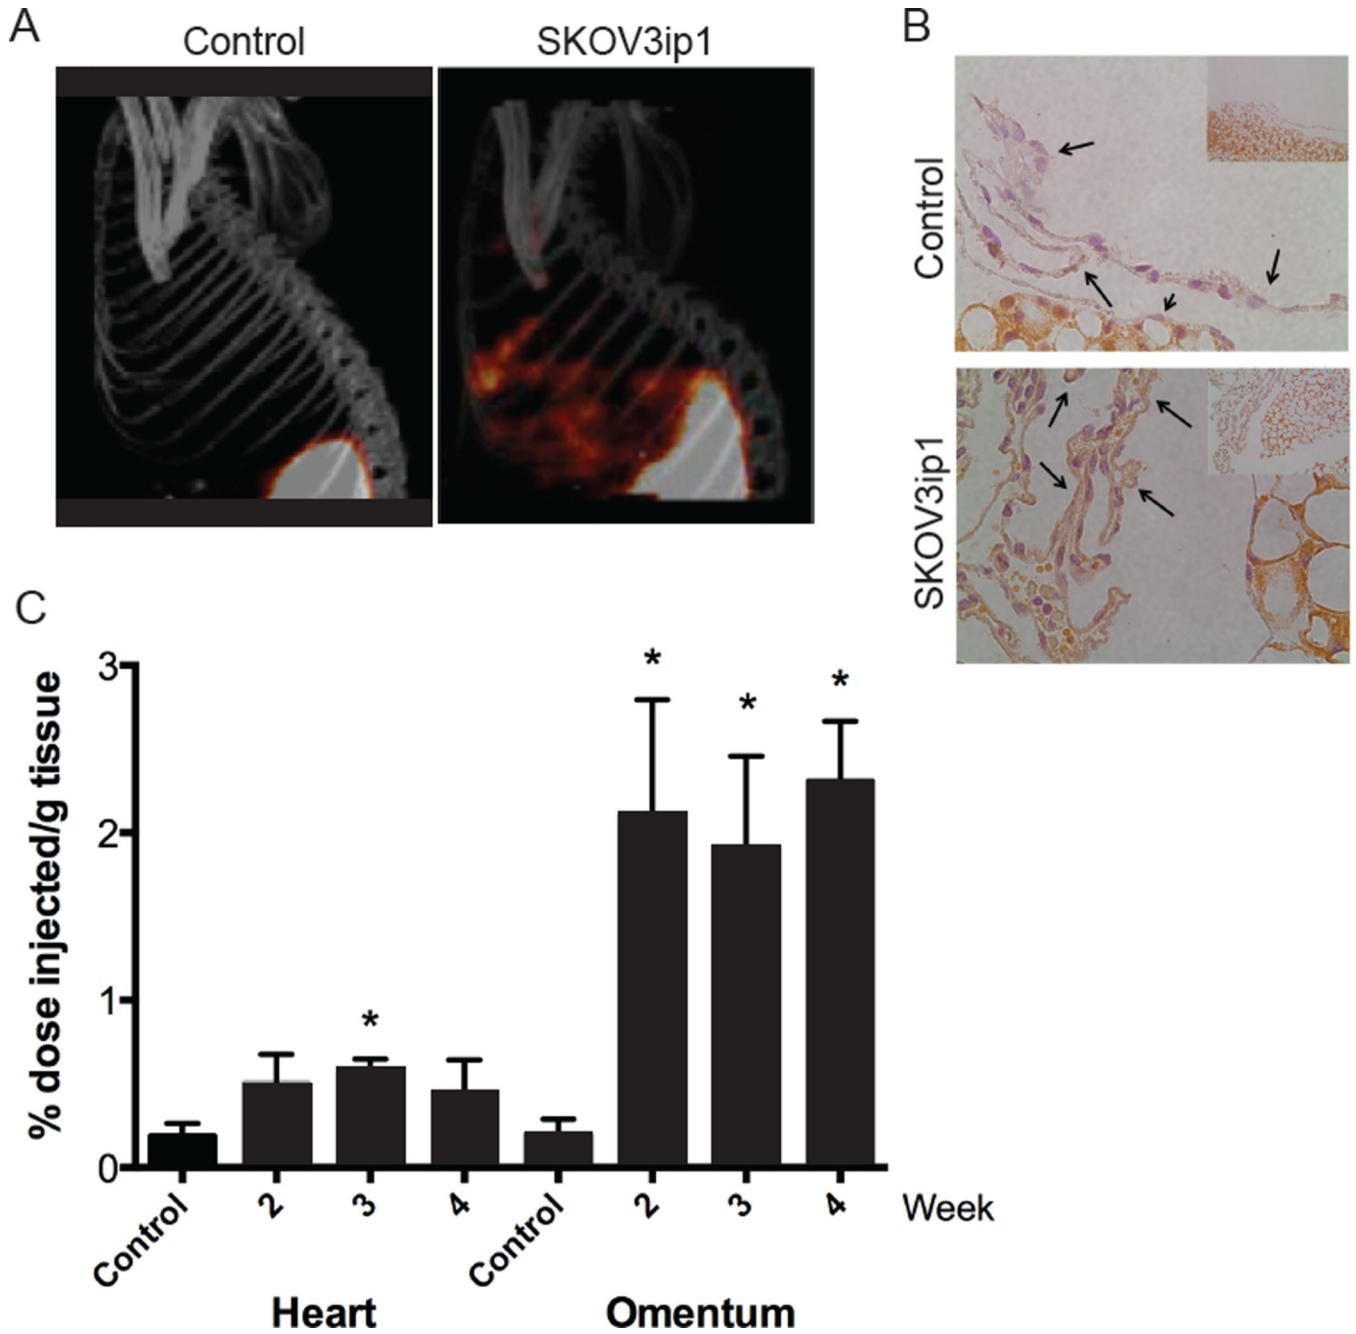 A
Control
SKOV3ip1
B
Control
SKOV3ip1
C
% dose injected/g tissue
3
2
1
0
*
*
*
*
Control
2
3
4
Control
2
3
4
Week
Heart
Omentum